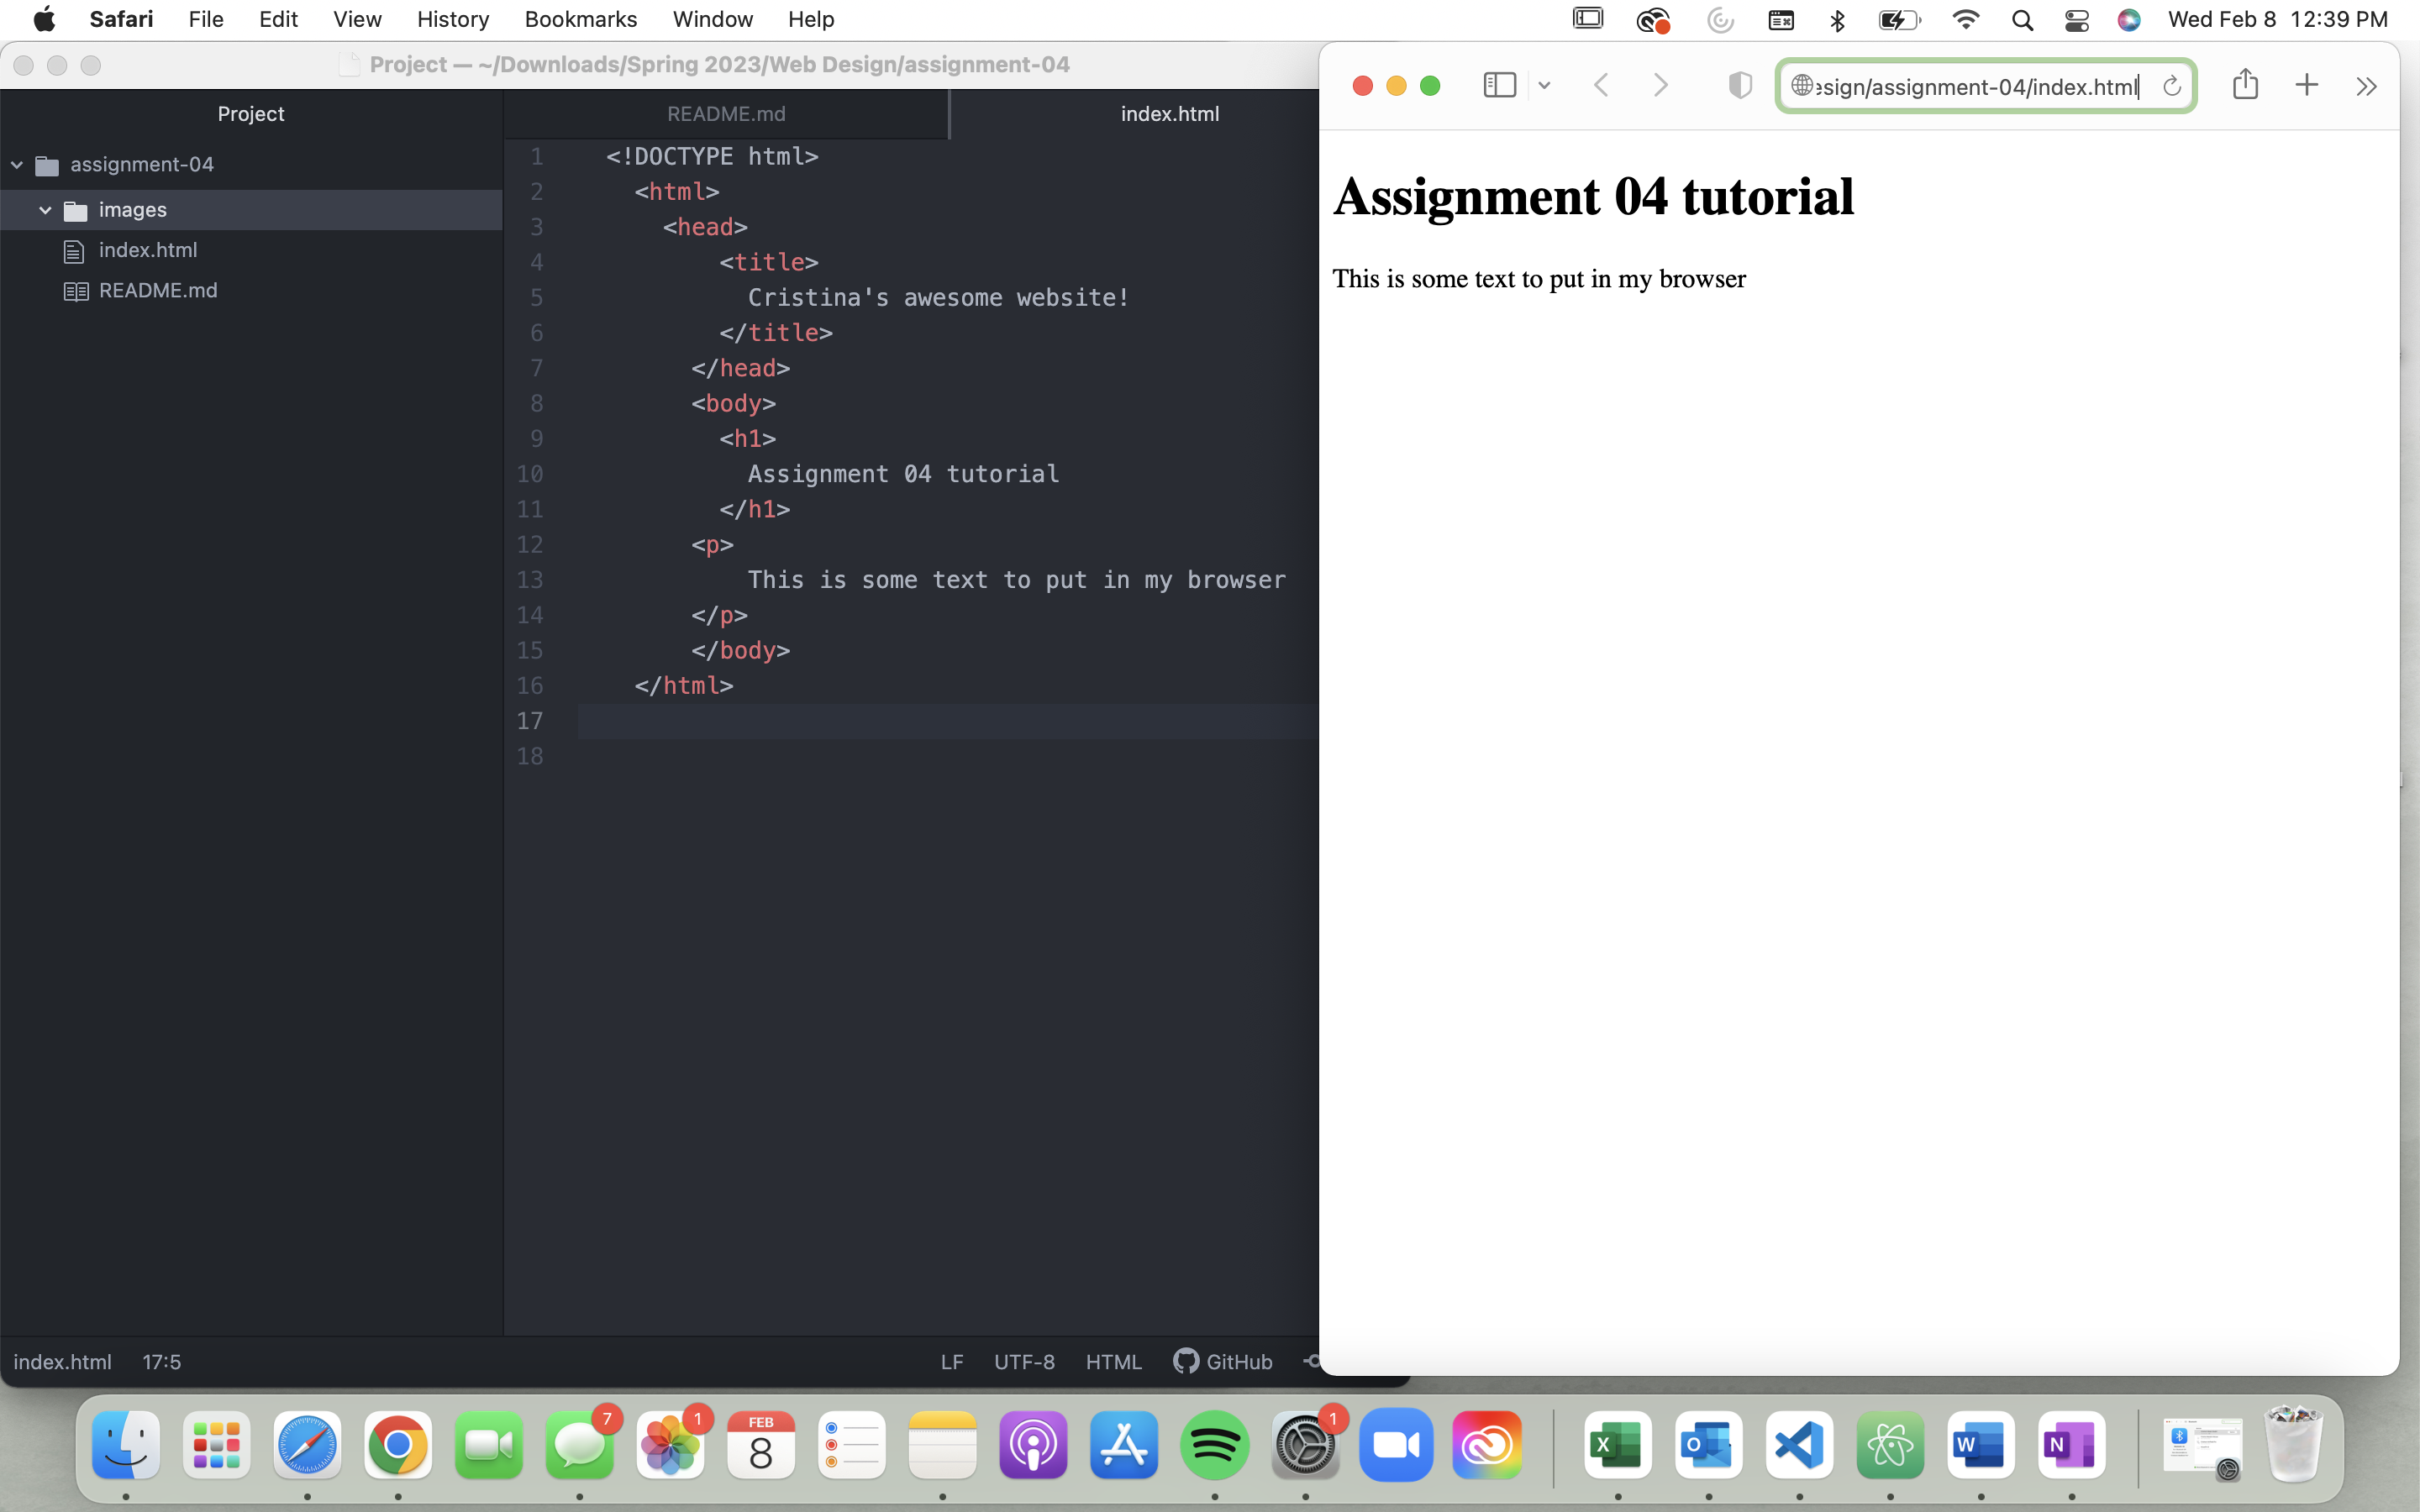 Safari File Edit View History Bookmarks Window Help Wed Feb 8 12:39 PM
Project — ~/Downloads/Spring 2023/Web Design/assignment-04
Project
assignment-04
images
index.html
README.md
README.md index.html
1 <!DOCTYPE html>
2 <html>
3 <head>
4 <title>
5 Cristina's awesome website!
6 </title>
7 </head>
8 <body>
9 <h1>
10 Assignment 04 tutorial
11 </h1>
12 <p>
13 This is some text to put in my browser
14 </p>
15 </body>
16 </html>
17
18
index.html 17:5 LF UTF-8 HTML GitHub
esign/assignment-04/index.html
Assignment 04 tutorial
This is some text to put in my browser
7 1 FEB 8 1 X O W N